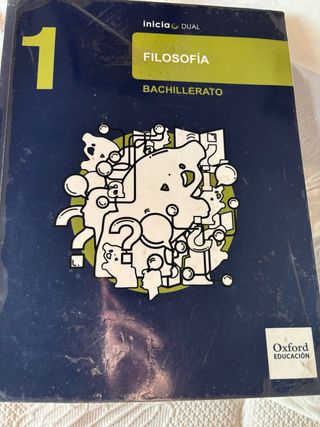 inicia DUAL
1
FILOSOFÍA
BACHILLERATO
Oxford
EDUCACIÓN